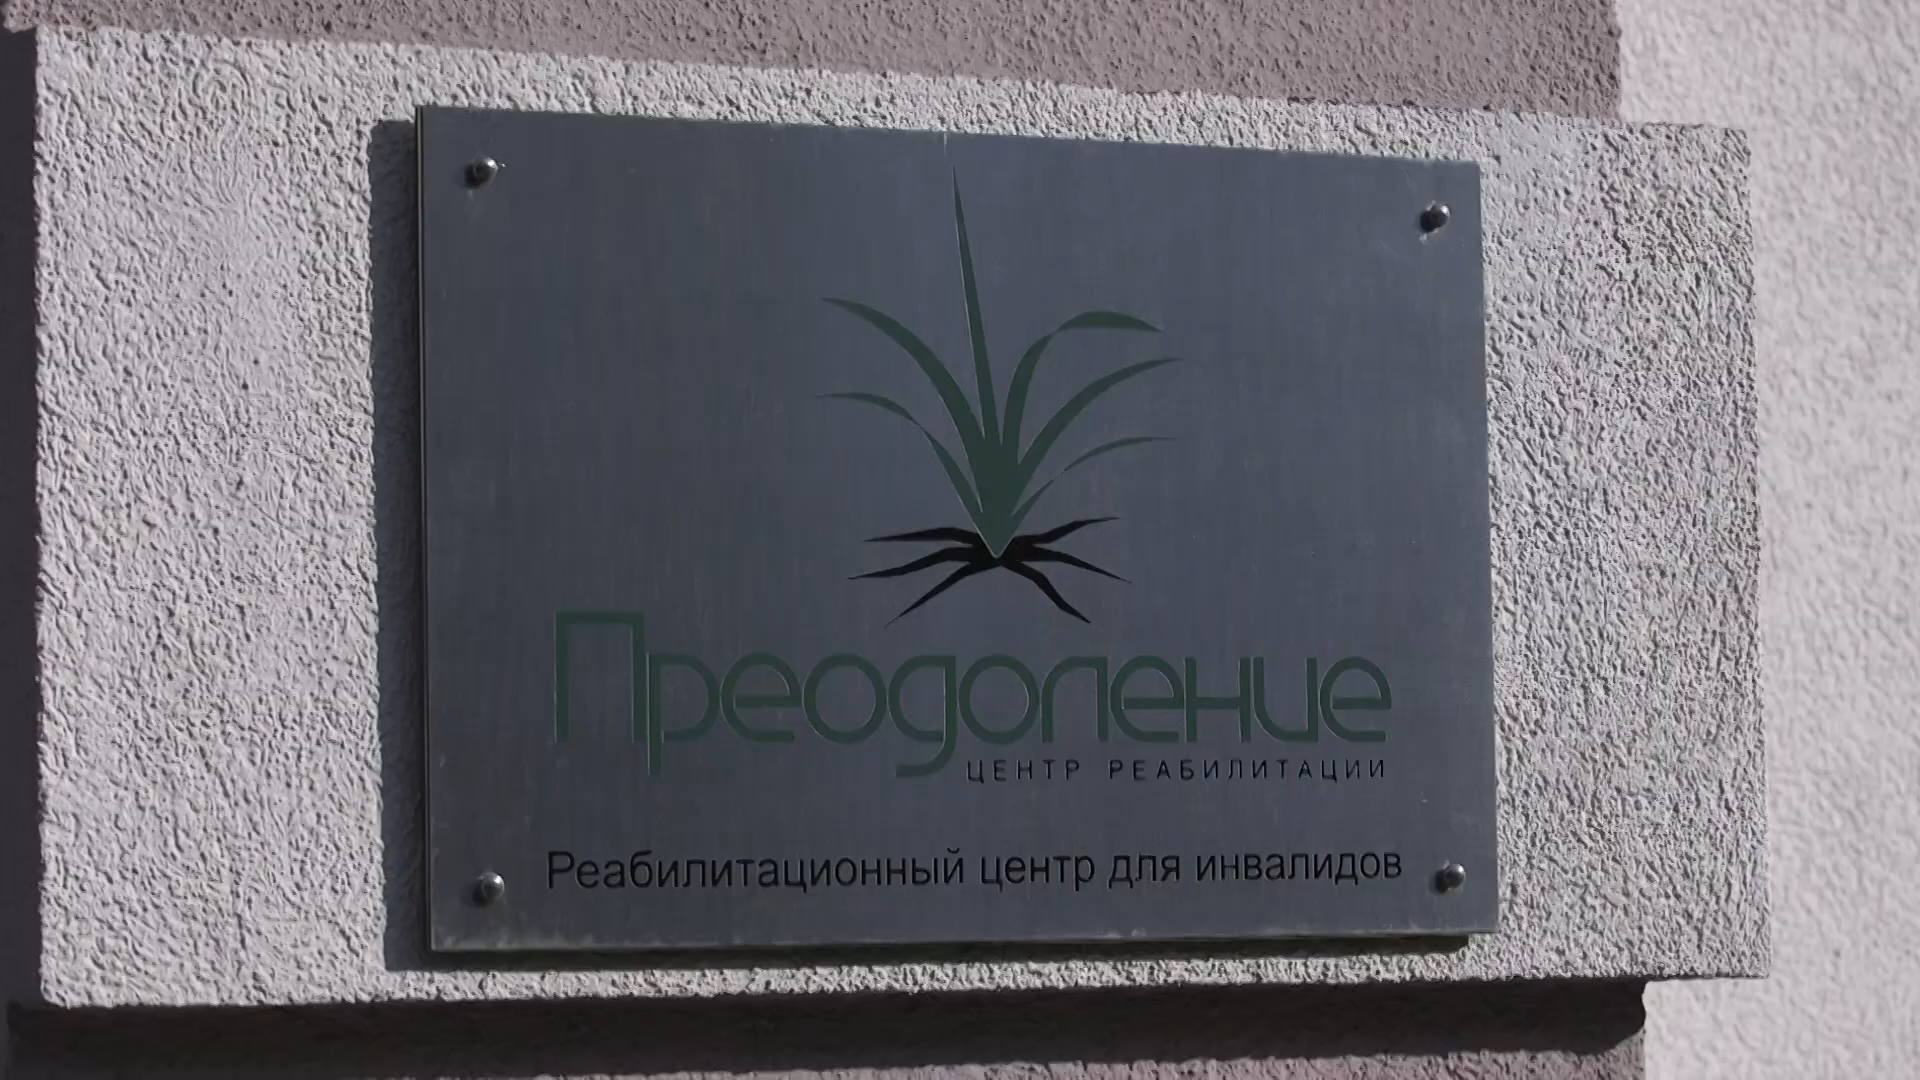 Преодоление
ЦЕНТР РЕАБИЛИТАЦИИ
Реабилитационный центр для инвалидов